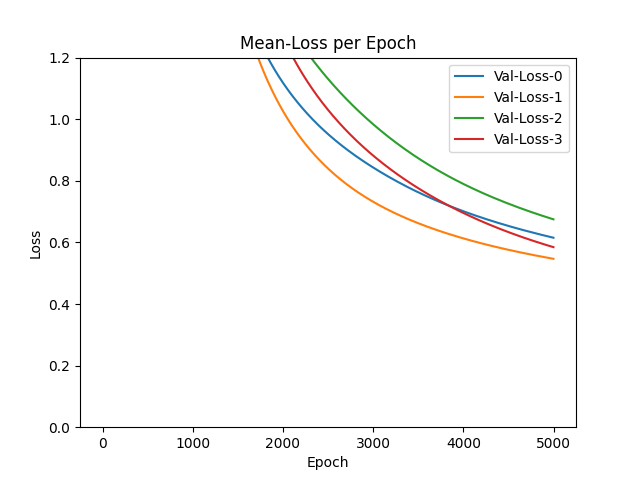 Mean-Loss per Epoch
1.2
1.0
0.8
0.6
0.4
0.2
0.0
Loss
Val-Loss-0
Val-Loss-1
Val-Loss-2
Val-Loss-3
0 1000 2000 3000 4000 5000
Epoch